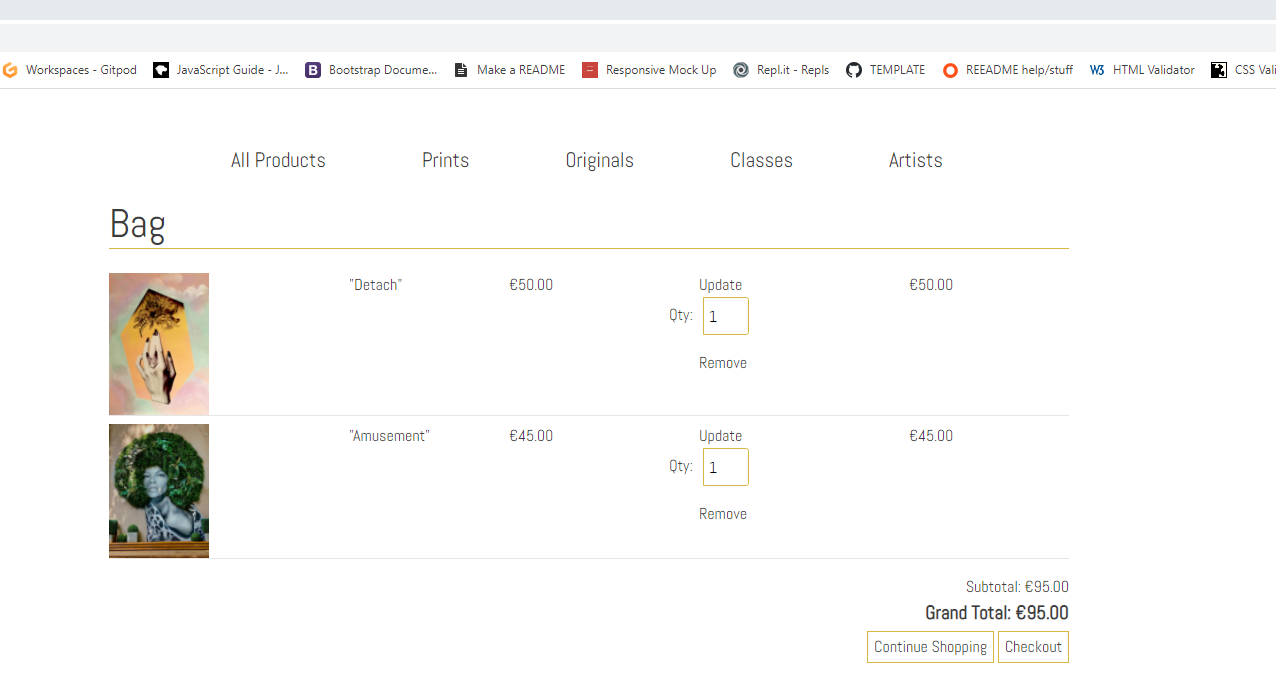 Workspaces - Gitpod JavaScript Guide - J... Bootstrap Docume... Make a README Responsive Mock Up Repl.it - Repls TEMPLATE REEADME help/stuff HTML Validator CSS Vali
All Products Prints Originals Classes Artists
Bag
"Detach" €50.00 Update €50.00
Qty: 1
Remove
"Amusement" €45.00 Update €45.00
Qty: 1
Remove
Subtotal: €95.00
Grand Total: €95.00
Continue Shopping Checkout